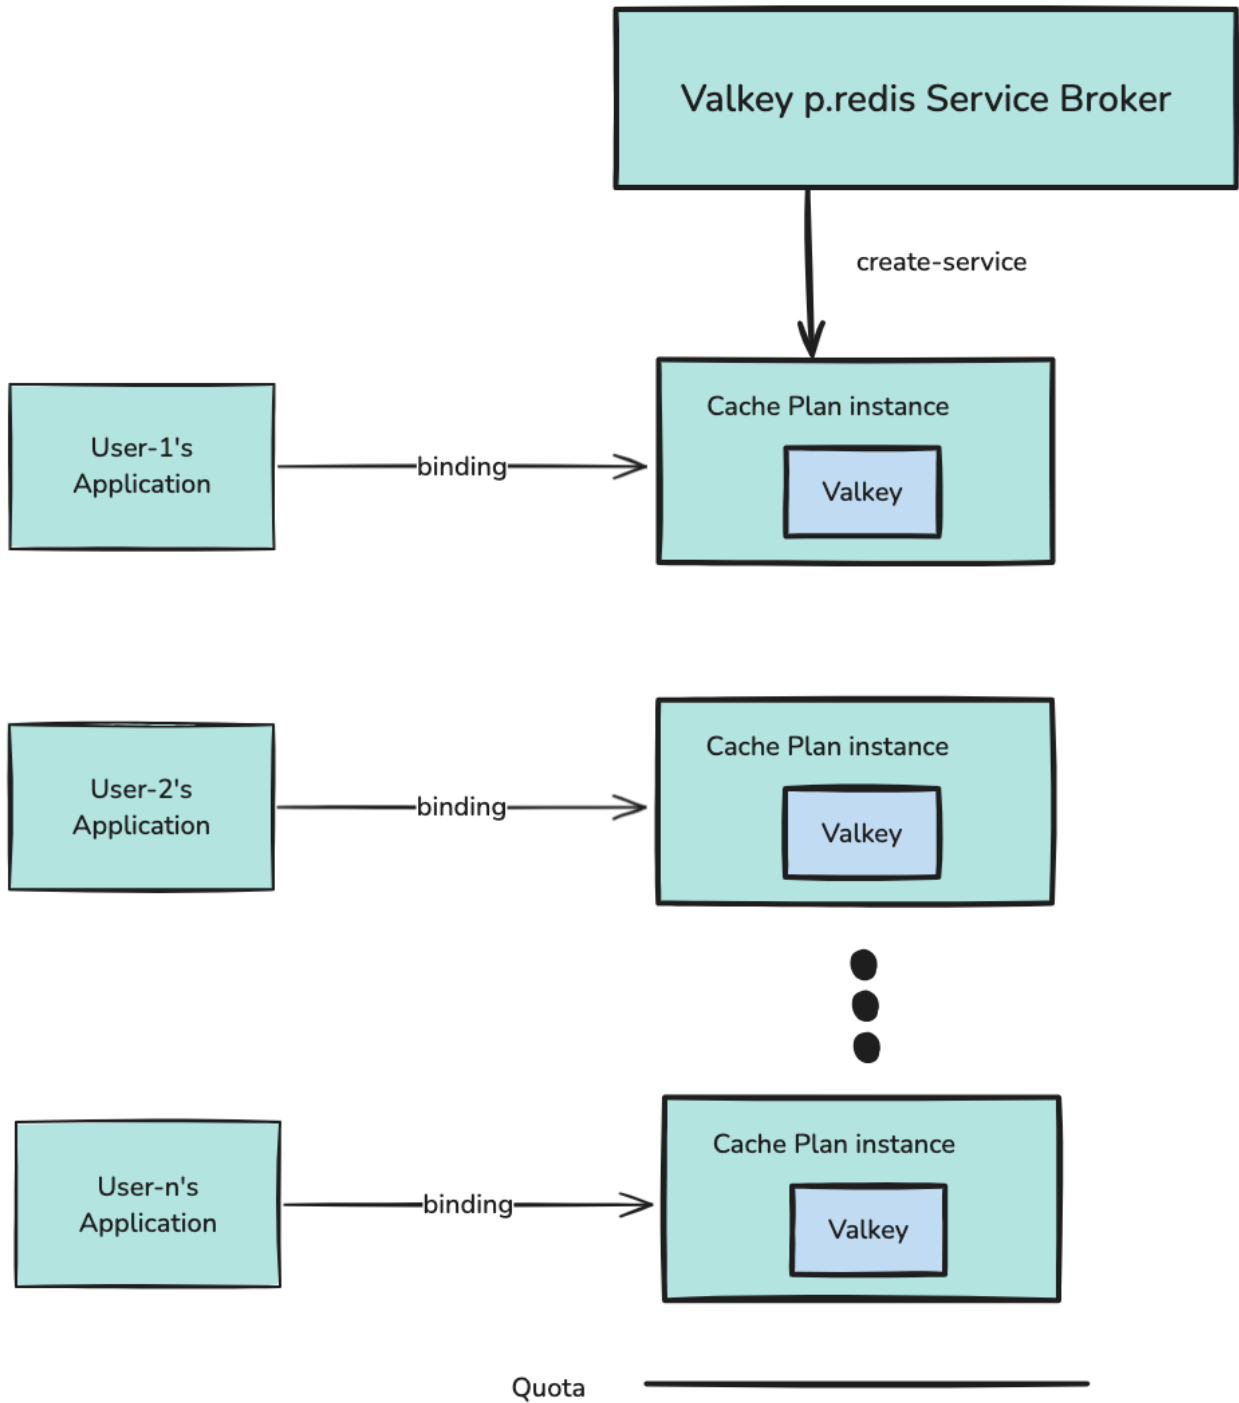 Valkey p.redis Service Broker
create-service
User-1's
Application
binding
Cache Plan instance
Valkey
User-2's
Application
binding
Cache Plan instance
Valkey
User-n's
Application
binding
Cache Plan instance
Valkey
Quota